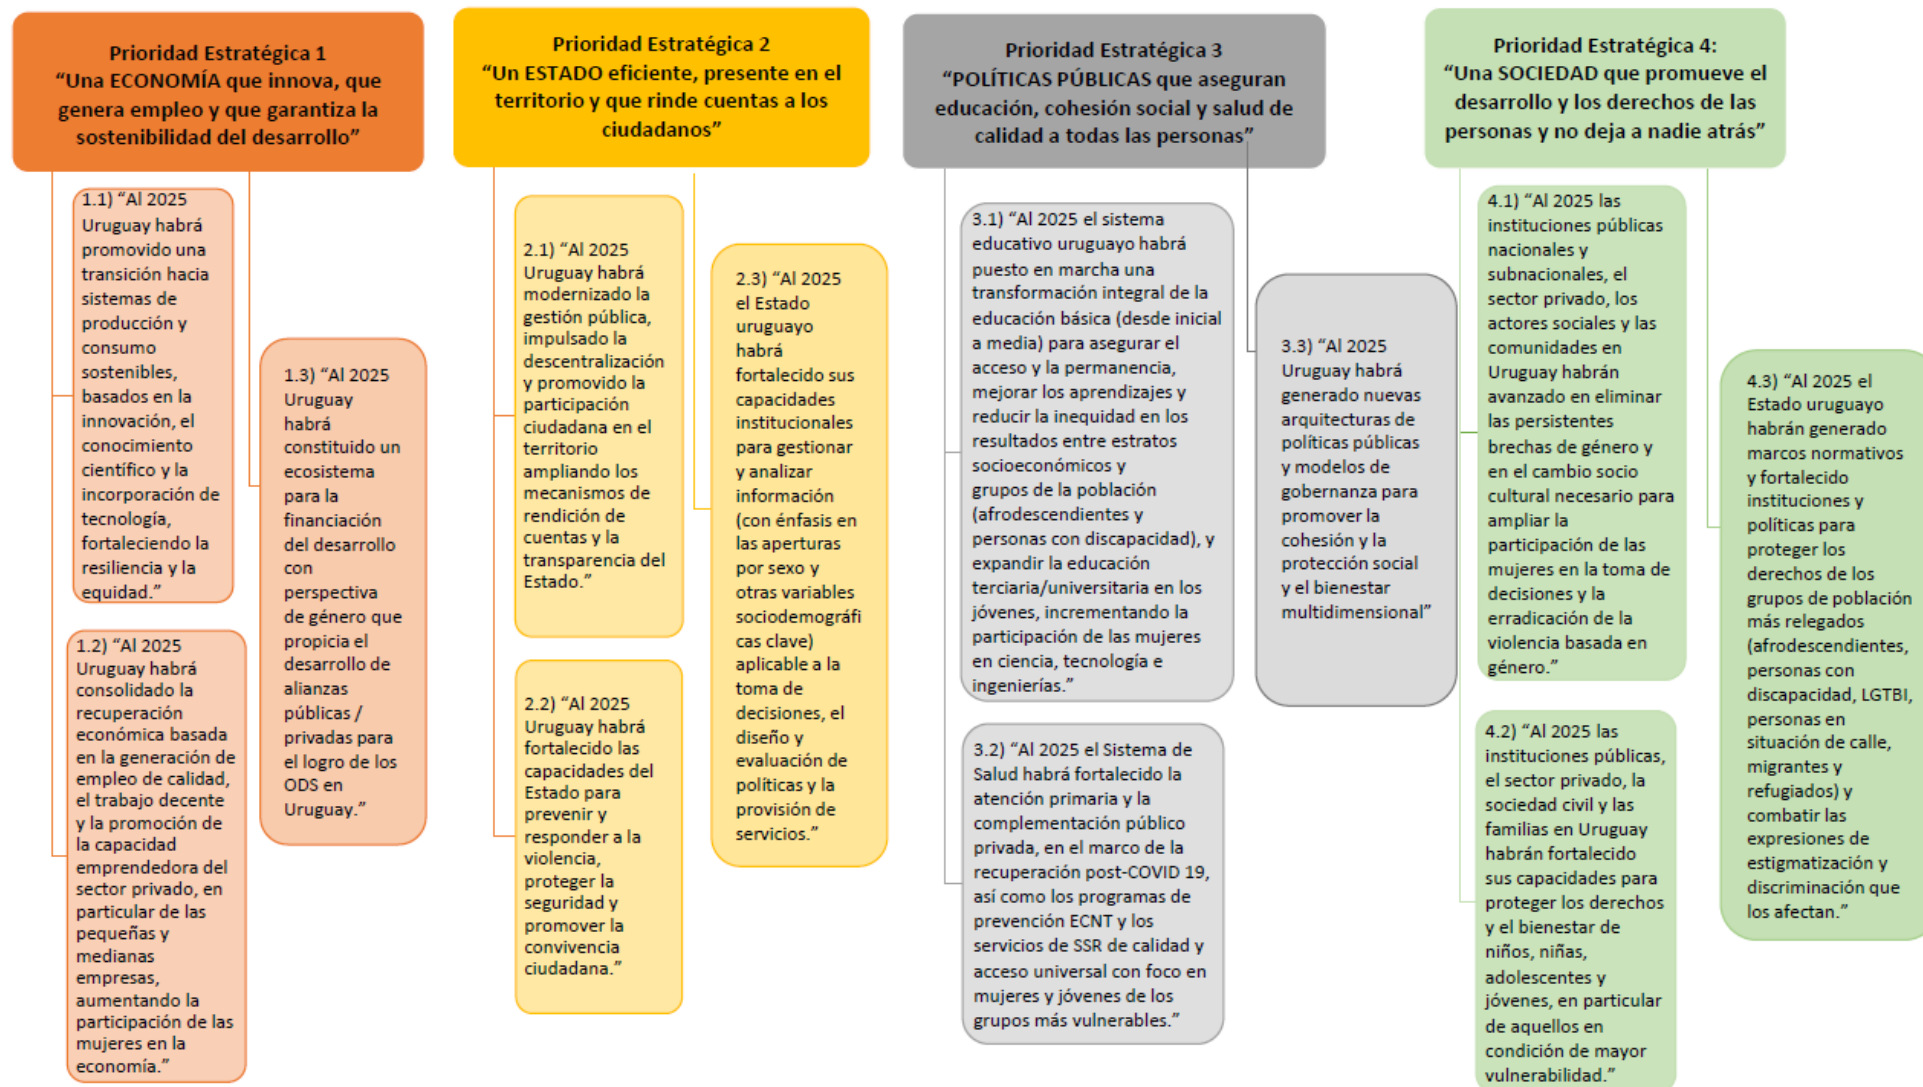 Prioridad Estratégica 1
“Una ECONOMÍA que innova, que
genera empleo y que garantiza la
sostenibilidad del desarrollo”
1.1) “Al 2025
Uruguay habrá
promovido una
transición hacia
sistemas de
producción y
consumo
sostenibles,
basados en la
innovación, el
conocimiento
científico y la
incorporación de
tecnología,
fortaleciendo la
resiliencia y la
equidad.”
1.2) “Al 2025
Uruguay habrá
consolidado la
recuperación
económica basada
en la generación de
empleo de calidad,
el trabajo decente
y la promoción de
la capacidad
emprendedora del
sector privado, en
particular de las
pequeñas y
medianas
empresas,
aumentando la
participación de las
mujeres en la
economía.”
1.3) “Al 2025
Uruguay
habrá
constituido un
ecosistema
para la
financiación
del desarrollo
con
perspectiva
de género que
propicia el
desarrollo de
alianzas
públicas /
privadas para
el logro de los
ODS en
Uruguay.”
Prioridad Estratégica 2
“Un ESTADO eficiente, presente en el
territorio y que rinde cuentas a los
ciudadanos”
2.1) “Al 2025
Uruguay habrá
modernizado la
gestión pública,
impulsado la
descentralización
y promovido la
participación
ciudadana en el
territorio
ampliando los
mecanismos de
rendición de
cuentas y la
transparencia del
Estado.”
2.2) “Al 2025
Uruguay habrá
fortalecido las
capacidades del
Estado para
prevenir y
responder a la
violencia,
proteger la
seguridad y
promover la
convivencia
ciudadana.”
2.3) “Al 2025
el Estado
uruguayo
habrá
fortalecido sus
capacidades
institucionales
para gestionar
y analizar
información
(con énfasis en
las aperturas
por sexo y
otras variables
sociodemográfi
cas clave)
aplicable a la
toma de
decisiones, el
diseño y
evaluación de
políticas y la
provisión de
servicios.”
Prioridad Estratégica 3
“POLÍTICAS PÚBLICAS que aseguran
educación, cohesión social y salud de
calidad a todas las personas”
3.1) “Al 2025 el sistema
educativo uruguayo habrá
puesto en marcha una
transformación integral de la
educación básica (desde inicial
a media) para asegurar el
acceso y la permanencia,
mejorar los aprendizajes y
reducir la inequidad en los
resultados entre estratos
socioeconómicos y
grupos de la población
(afrodescendientes y
personas con discapacidad), y
expandir la educación
terciaria/universitaria en los
jóvenes, incrementando la
participación de las mujeres
en ciencia, tecnología e
ingenierías.”
3.2) “Al 2025 el Sistema de
Salud habrá fortalecido la
atención primaria y la
complementación público
privada, en el marco de la
recuperación post-COVID 19,
así como los programas de
prevención ECNT y los
servicios de SSR de calidad y
acceso universal con foco en
mujeres y jóvenes de los
grupos más vulnerables.”
3.3) “Al 2025
Uruguay habrá
generado nuevas
arquitecturas de
políticas públicas
y modelos de
gobernanza para
promover la
cohesión y la
protección social
y el bienestar
multidimensional”
Prioridad Estratégica 4:
“Una SOCIEDAD que promueve el
desarrollo y los derechos de las
personas y no deja a nadie atrás”
4.1) “Al 2025 las
instituciones públicas
nacionales y
subnacionales, el
sector privado, los
actores sociales y las
comunidades en
Uruguay habrán
avanzado en eliminar
las persistentes
brechas de género y
en el cambio socio
cultural necesario para
ampliar la
participación de las
mujeres en la toma de
decisiones y la
erradicación de la
violencia basada en
género.”
4.2) “Al 2025 las
instituciones públicas,
el sector privado, la
sociedad civil y las
familias en Uruguay
habrán fortalecido
sus capacidades para
proteger los derechos
y el bienestar de
niños, niñas,
adolescentes y
jóvenes, en particular
de aquellos en
condición de mayor
vulnerabilidad.”
4.3) “Al 2025 el
Estado uruguayo
habrán generado
marcos normativos
y fortalecido
instituciones y
políticas para
proteger los
derechos de los
grupos de población
más relegados
(afrodescendientes,
personas con
discapacidad, LGTBI,
personas en
situación de calle,
migrantes y
refugiados) y
combatir las
expresiones de
estigmatización y
discriminación que
los afectan.”